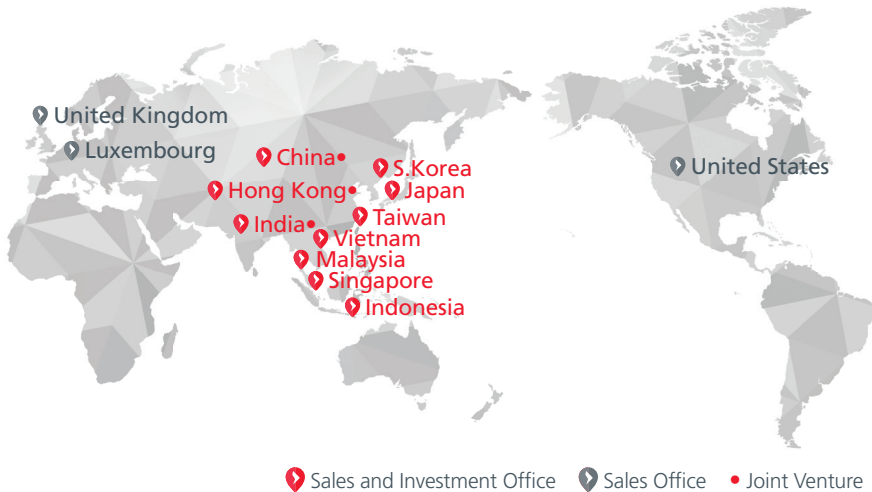 United Kingdom
Luxembourg
China
S.Korea
United States
Hong Kong
Japan
India
Taiwan
Vietnam
Malaysia
Singapore
Indonesia
Sales and Investment Office Sales Office • Joint Venture